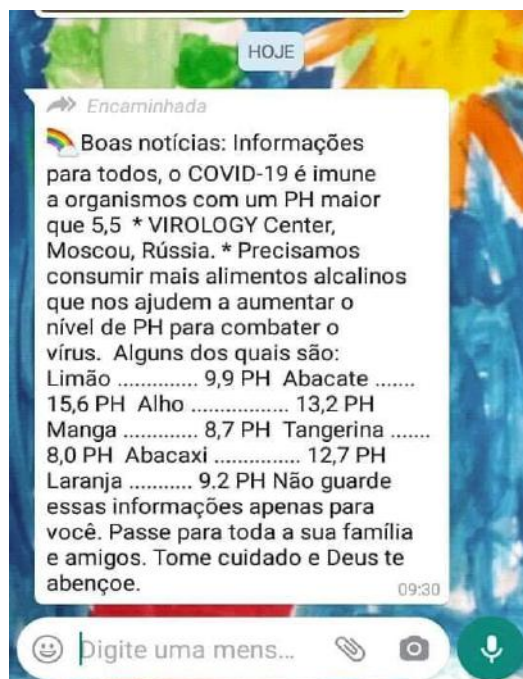 HOJE
Encaminhada
Boas notícias: Informações
para todos, o COVID-19 é imune
a organismos com um PH maior
que 5,5 * VIROLOGY Center,
Moscou, Rússia. * Precisamos
consumir mais alimentos alcalinos
que nos ajudem a aumentar o
nível de PH para combater o
vírus. Alguns dos quais são:
Limão ............. 9,9 PH Abacate .......
15,6 PH Alho ................. 13,2 PH
Manga ............ 8,7 PH Tangerina .......
8,0 PH Abacaxi ............... 12,7 PH
Laranja .......... 9.2 PH Não guarde
essas informações apenas para
você. Passe para toda a sua família
e amigos. Tome cuidado e Deus te
abençoe.
09:30
Digite uma mens...